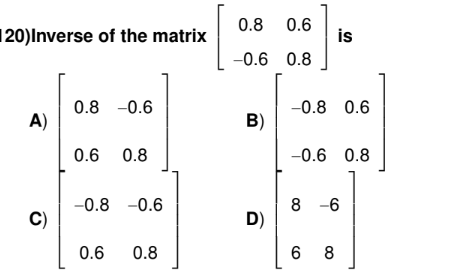 120)Inverse of the matrix [ 0.8 0.6 is
−0.6 0.8 ]
A) [ 0.8 −0.6
0.6 0.8 ]
B) [ −0.8 0.6
−0.6 0.8 ]
C) [ −0.8 −0.6
0.6 0.8 ]
D) [ 8 −6
6 8 ]